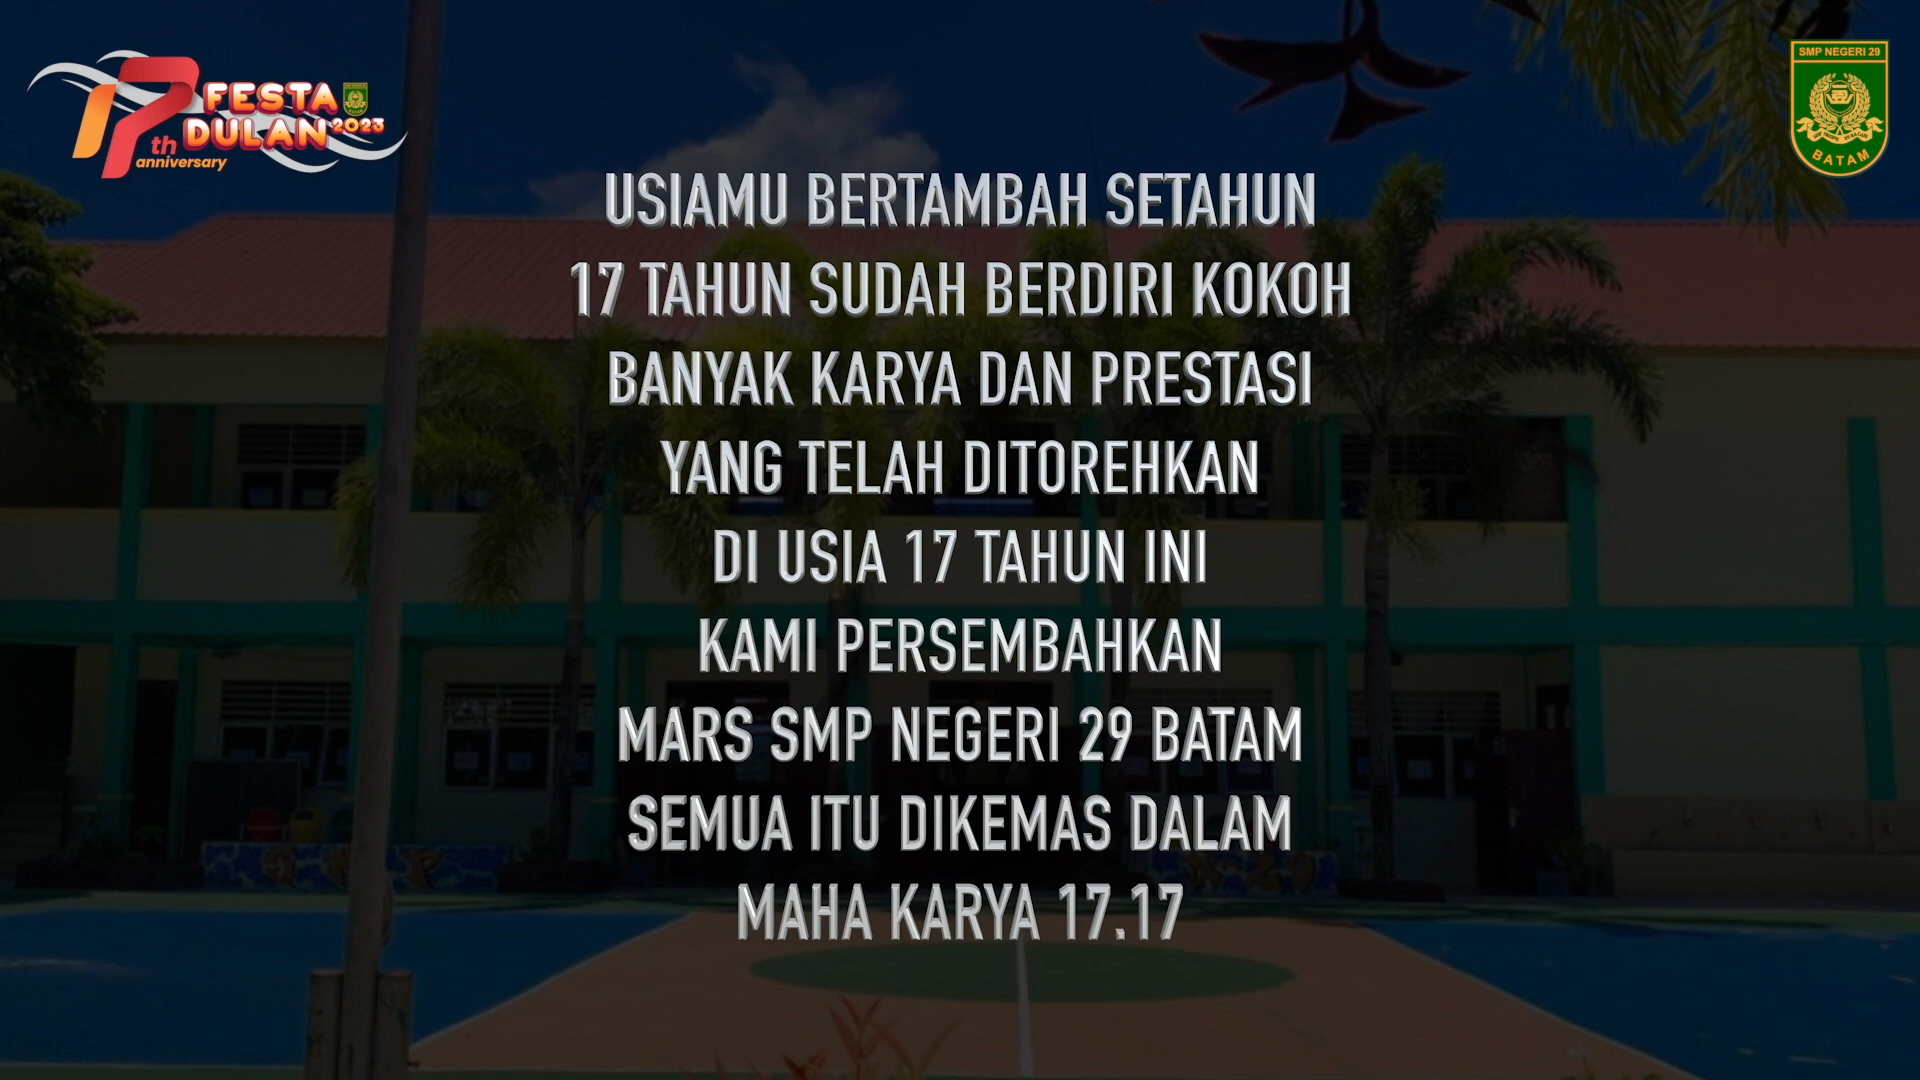 17th
anniversary
FESTA
DULAN 2023
SMP NEGERI 29
BATAM
USIAMU BERTAMBAH SETAHUN
17 TAHUN SUDAH BERDIRI KOKOH
BANYAK KARYA DAN PRESTASI
YANG TELAH DITOREHKAN
DI USIA 17 TAHUN INI
KAMI PERSEMBAHKAN
MARS SMP NEGERI 29 BATAM
SEMUA ITU DIKEMAS DALAM
MAHA KARYA 17.17